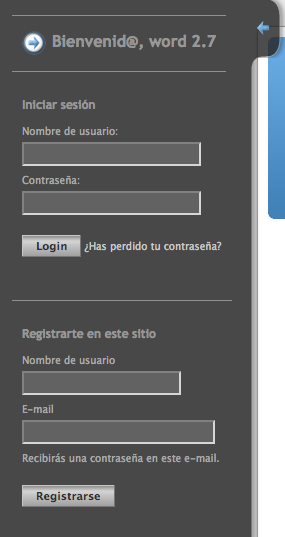 Bienvenid@, word 2.7
Iniciar sesión
Nombre de usuario:
Contraseña:
Login ¿Has perdido tu contraseña?
Registrarte en este sitio
Nombre de usuario
E-mail
Recibirás una contraseña en este e-mail.
Registrarse